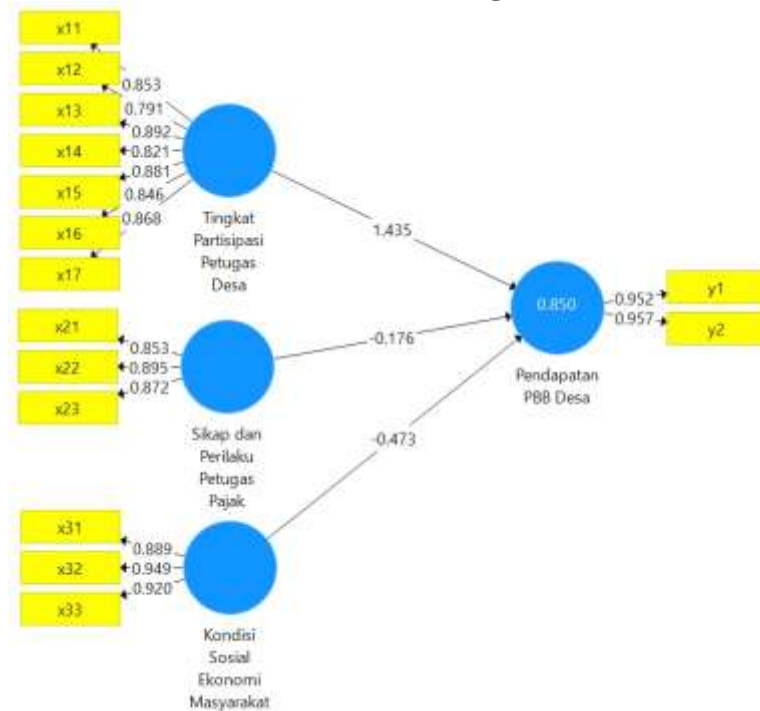 x11
x12
x13
x14
x15
x16
x17
0.853
0.791
0.892
0.821
0.881
0.846
0.868
Tingkat
Partisipasi
Petugas
Desa
1.435
x21
x22
x23
0.853
0.895
0.872
Sikap dan
Perilaku
Petugas
Pajak
-0.176
0.850
Pendapatan
PBB Desa
0.952
0.957
y1
y2
-0.473
x31
x32
x33
0.889
0.949
0.920
Kondisi
Sosial
Ekonomi
Masyarakat